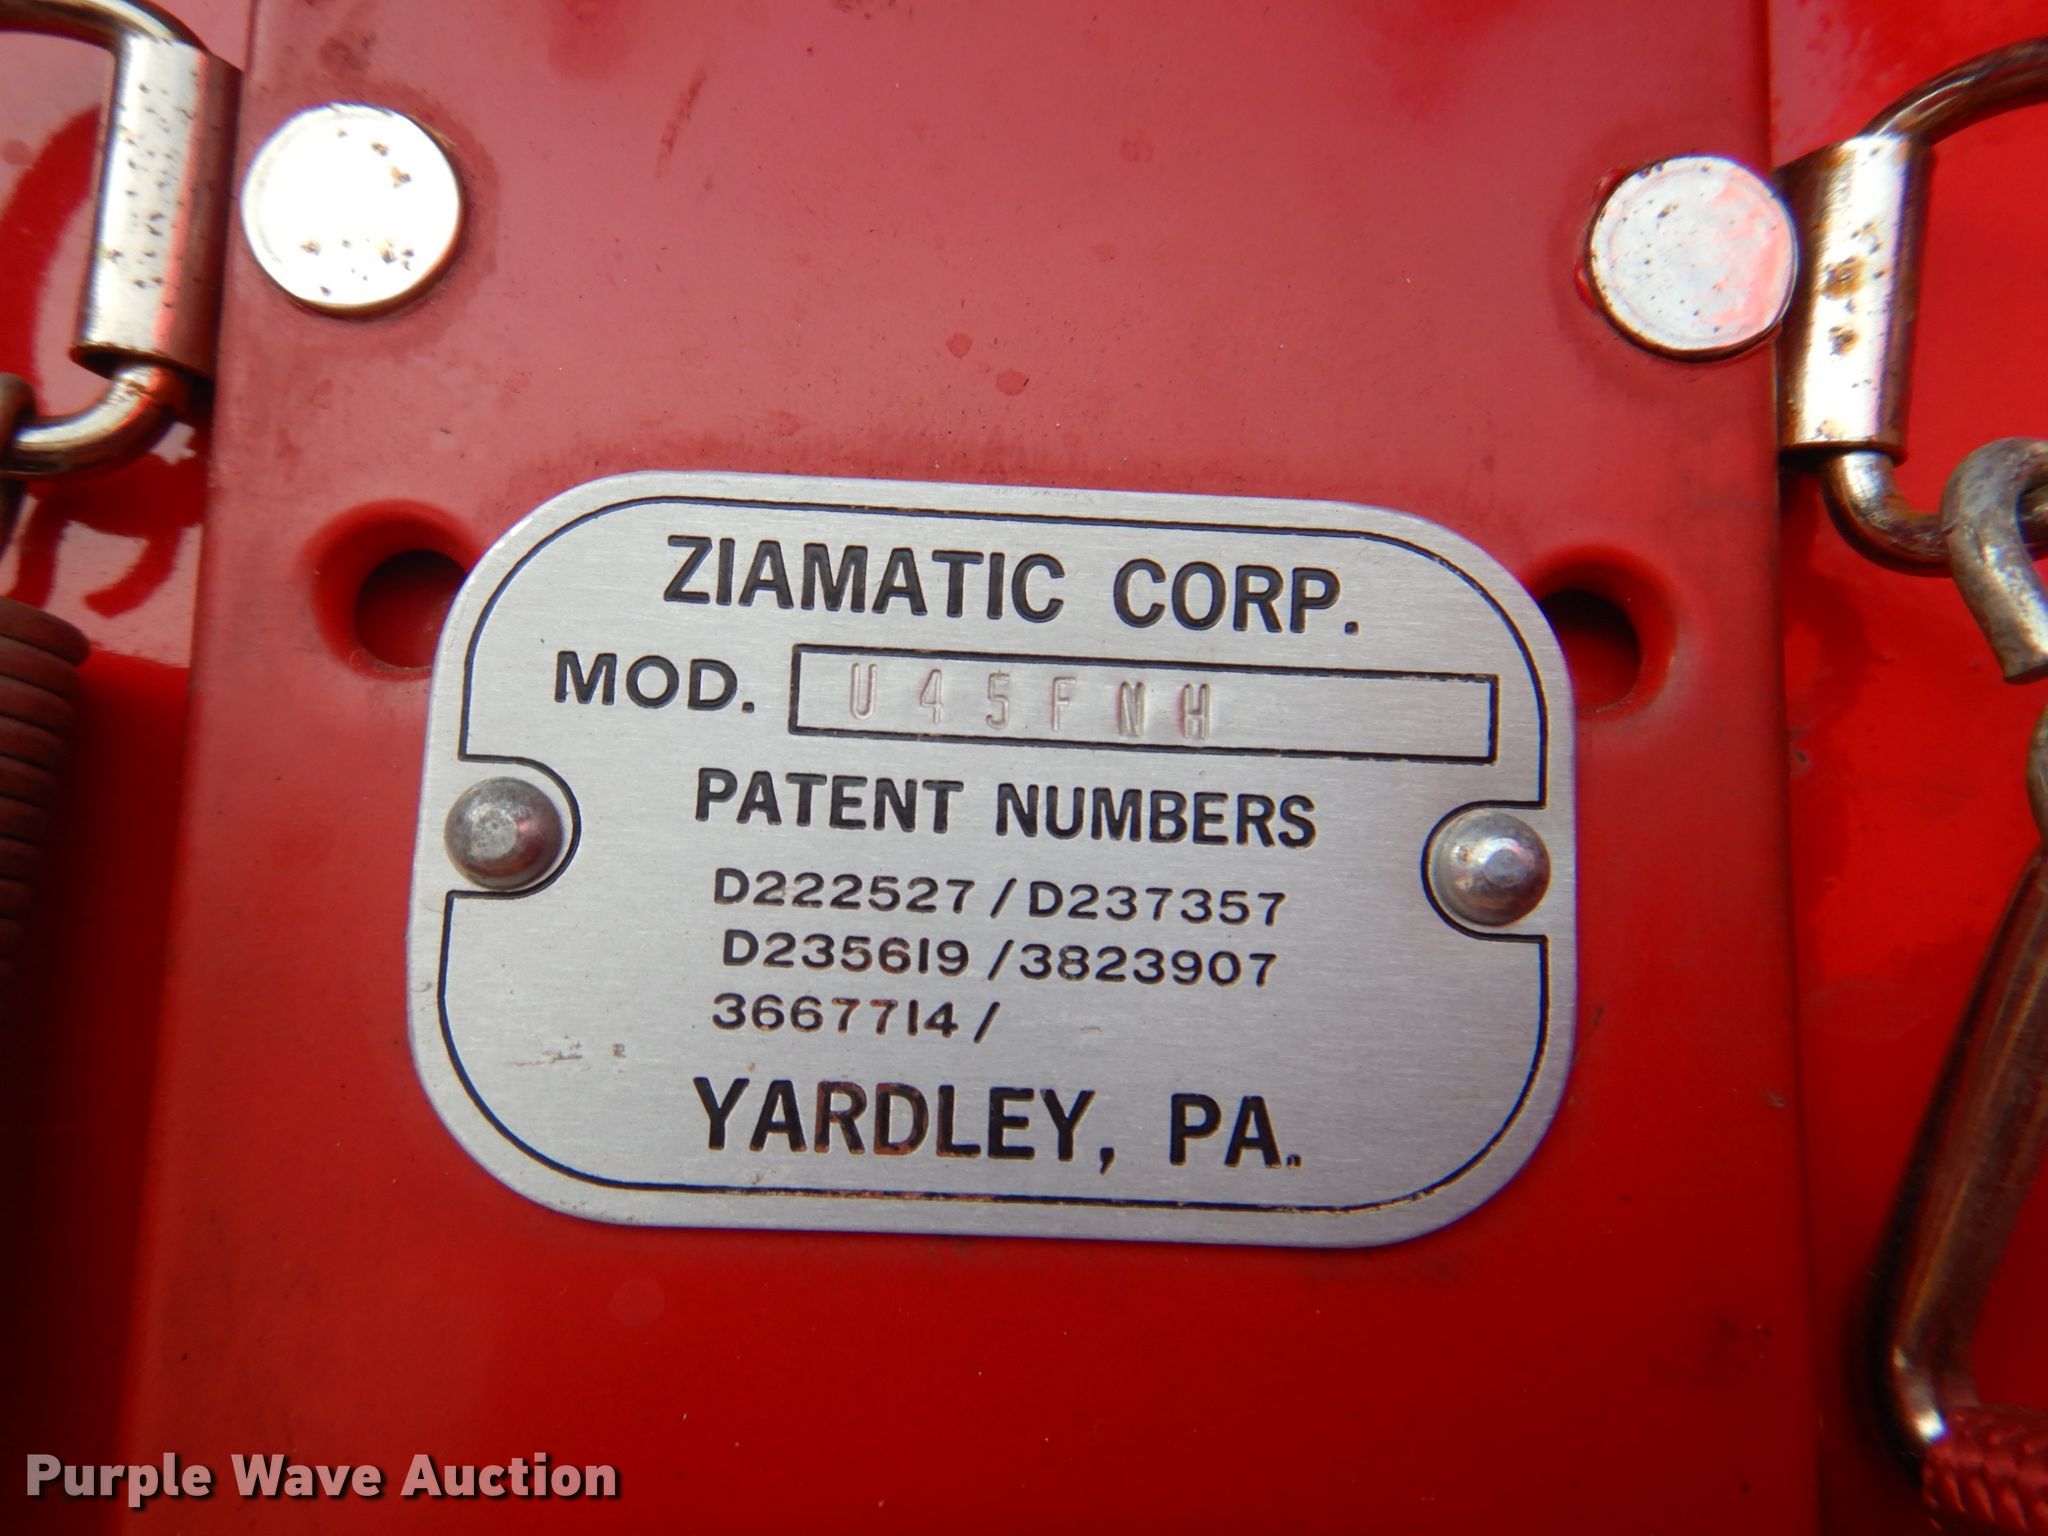 ZIAMATIC CORP.
MOD. U45FNH
PATENT NUMBERS
D222527/D237357
D235619/3823907
3667714/
YARDLEY, PA.
Purple Wave Auction